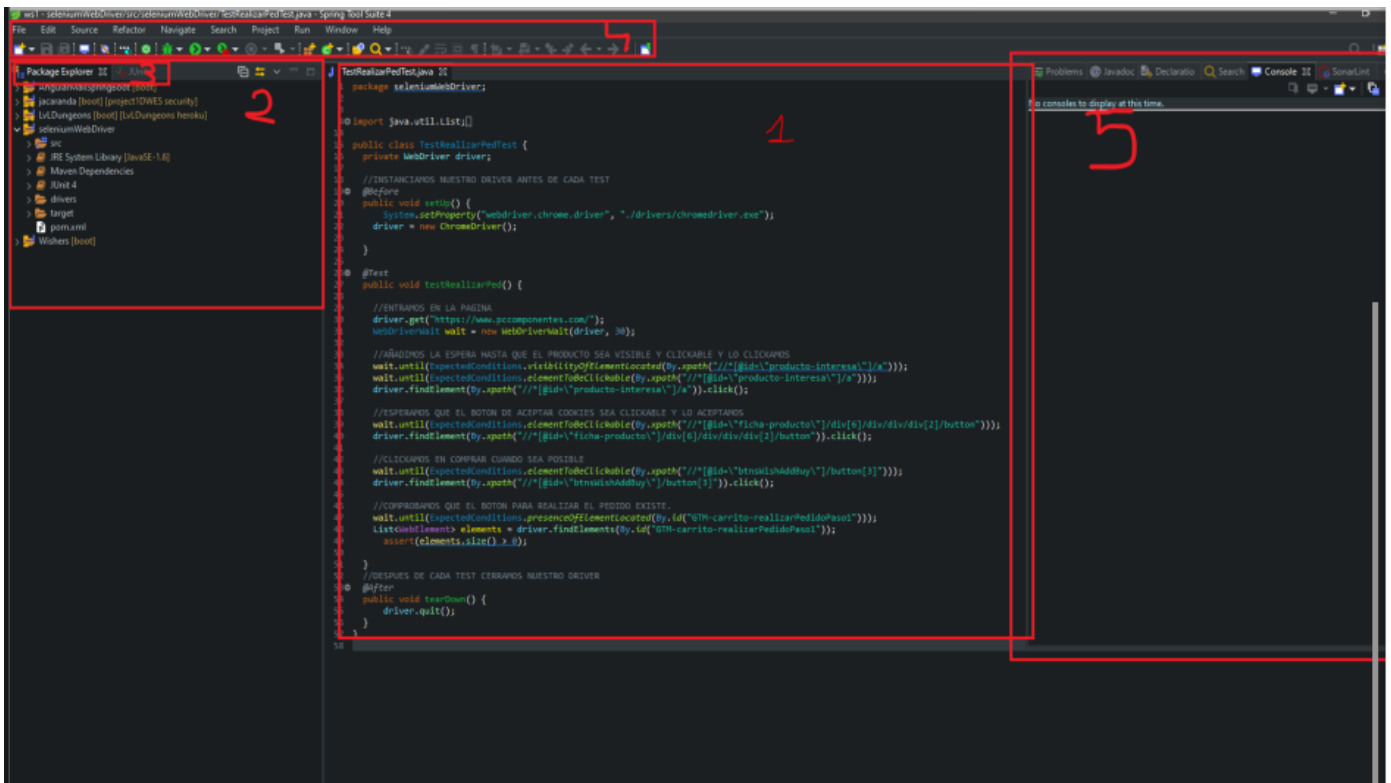 ws1 - seleniumWebDriver/src/seleniumWebDriver/TestRealizarPedTest.java - Spring Tool Suite 4
File Edit Source Refactor Navigate Search Project Run Window Help
4
Package Explorer JUnit
3
2
AngularMailSpringBoot [boot]
jacaranda [boot] [project1DWES security]
LvLDungeons [boot] [LvLDungeons heroku]
seleniumWebDriver
src
JRE System Library [JavaSE-1.6]
Maven Dependencies
JUnit 4
drivers
target
pom.xml
Wishers [boot]
TestRealizarPedTest.java
1
package seleniumWebDriver;
import java.util.List;
public class TestRealizarPedTest {
private WebDriver driver;
//INSTANCIAMOS NUESTRO DRIVER ANTES DE CADA TEST
@Before
public void setUp() {
System.setProperty("webdriver.chrome.driver", "./drivers/chromedriver.exe");
driver = new ChromeDriver();
}
@Test
public void testRealizarPed() {
//ENTRAMOS EN LA PAGINA
driver.get("https://www.pccomponentes.com/");
WebDriverWait wait = new WebDriverWait(driver, 30);
//AÑADIMOS LA ESPERA HASTA QUE EL PRODUCTO SEA VISIBLE Y CLICKABLE Y LO CLICKAMOS
wait.until(ExpectedConditions.visibilityOfElementLocated(By.xpath("//*[@id=\"producto-interesa\"]/a")));
wait.until(ExpectedConditions.elementToBeClickable(By.xpath("//*[@id=\"producto-interesa\"]/a")));
driver.findElement(By.xpath("//*[@id=\"producto-interesa\"]/a")).click();
//ESPERAMOS QUE EL BOTON DE ACEPTAR COOKIES SEA CLICKABLE Y LO ACEPTAMOS
wait.until(ExpectedConditions.elementToBeClickable(By.xpath("//*[@id=\"ficha-producto\"]/div[6]/div/div/div[2]/button")));
driver.findElement(By.xpath("//*[@id=\"ficha-producto\"]/div[6]/div/div/div[2]/button")).click();
//CLICKAMOS EN COMPRAR CUANDO SEA POSIBLE
wait.until(ExpectedConditions.elementToBeClickable(By.xpath("//*[@id=\"btnsWishAddBuy\"]/button[3]")));
driver.findElement(By.xpath("//*[@id=\"btnsWishAddBuy\"]/button[3]")).click();
//COMPROBAMOS QUE EL BOTON PARA REALIZAR EL PEDIDO EXISTE.
wait.until(ExpectedConditions.presenceOfElementLocated(By.id("GTM-carrito-realizarPedidoPaso1")));
List<WebElement> elements = driver.findElements(By.id("GTM-carrito-realizarPedidoPaso1"));
assert(elements.size() > 0);
}
//DESPUES DE CADA TEST CERRAMOS NUESTRO DRIVER
@After
public void tearDown() {
driver.quit();
}
}
58
Problems Javadoc Declaratio Search Console SonarLint
No consoles to display at this time.
5